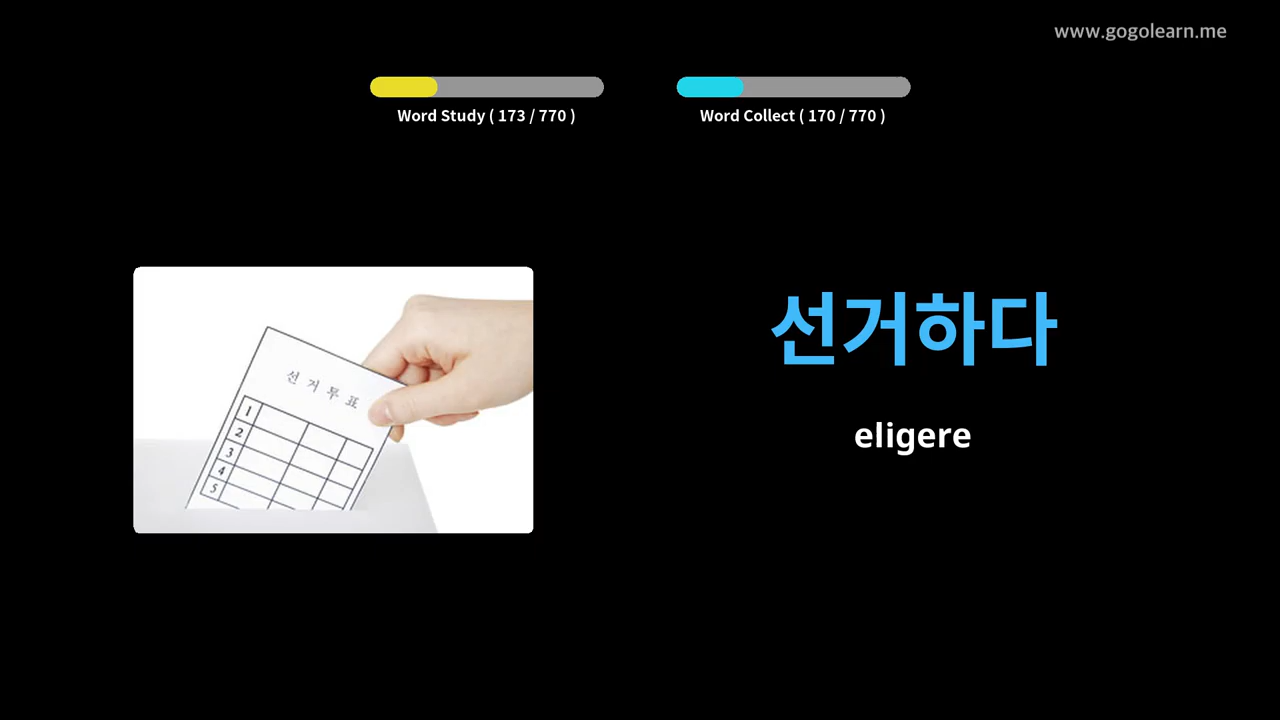 www.gogolearn.me
Word Study ( 173 / 770 )
Word Collect ( 170 / 770 )
선거하다
eligere
선거투표
1
2
3
4
5